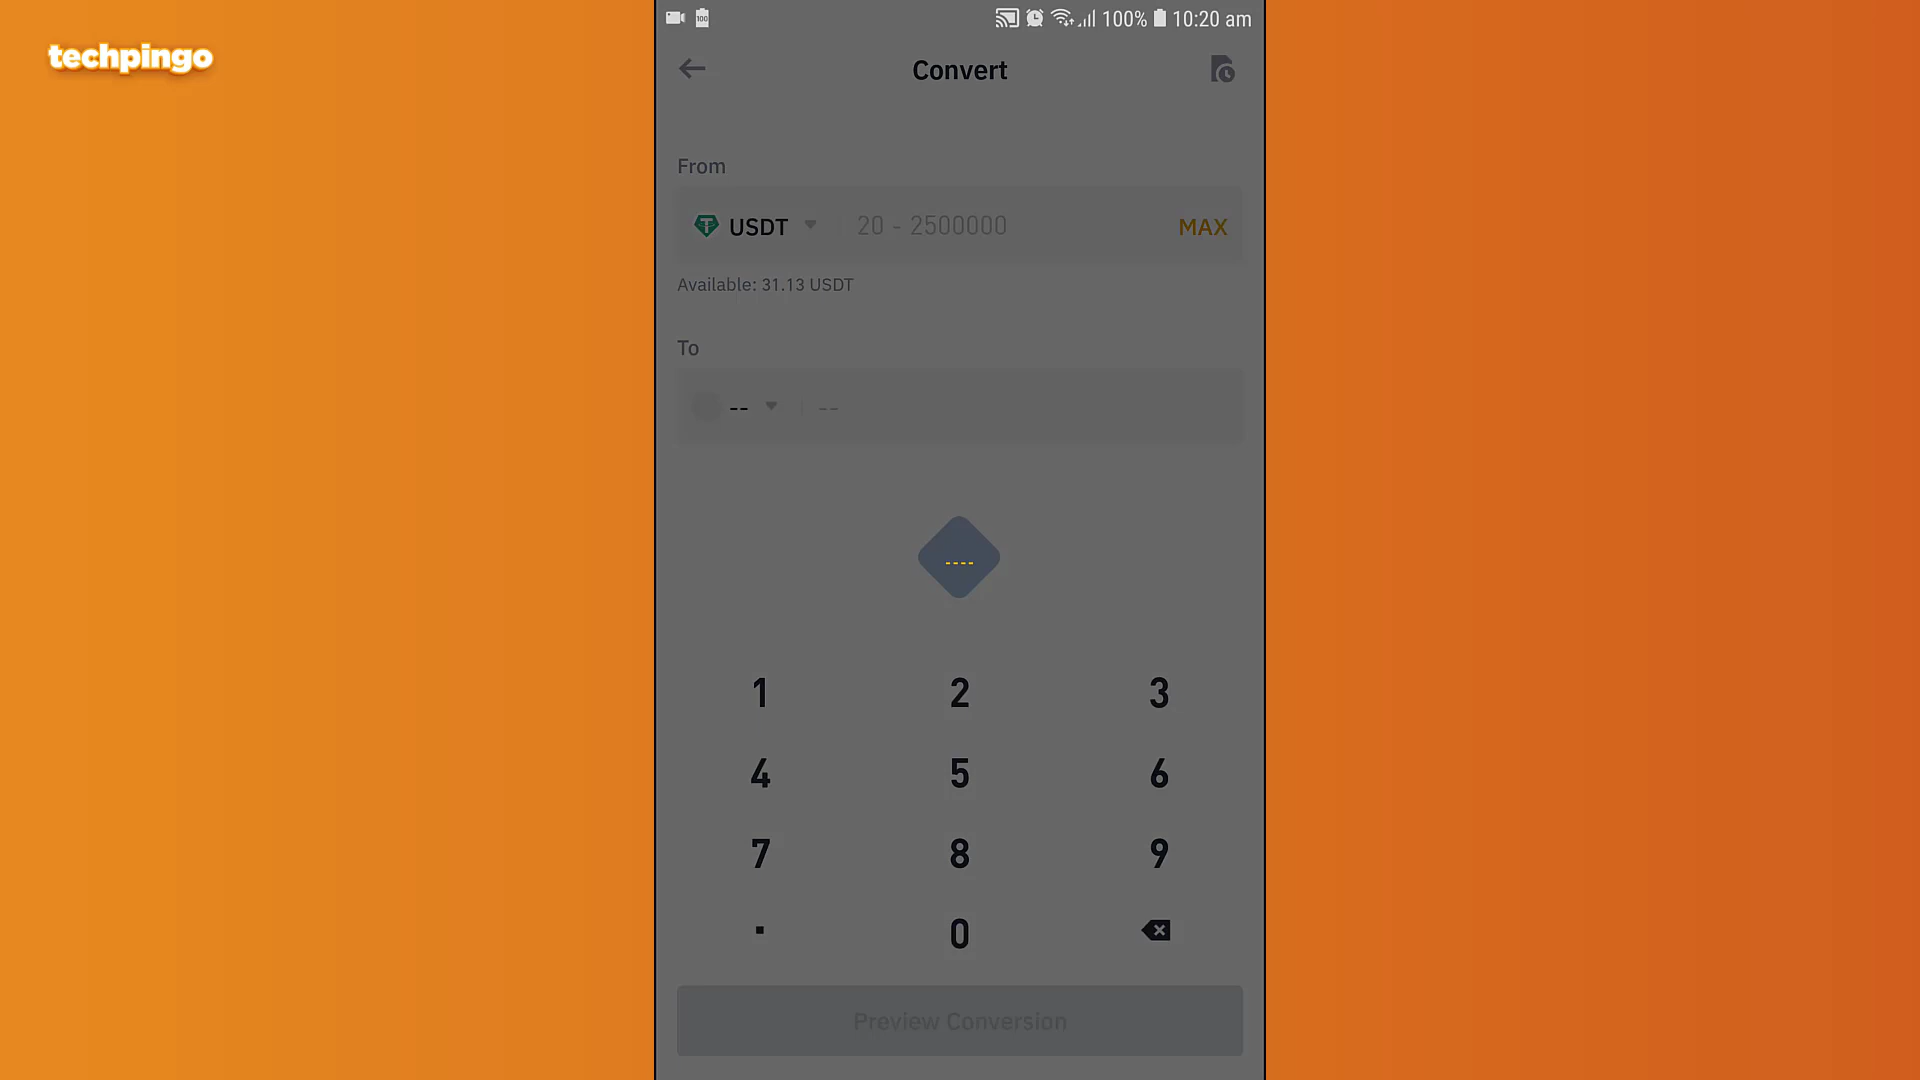 techpingo
100
100% 10:20 am
Convert
From
USDT 20 - 2500000 MAX
Available: 31.13 USDT
To
-- --
----
1 2 3
4 5 6
7 8 9
. 0
Preview Conversion